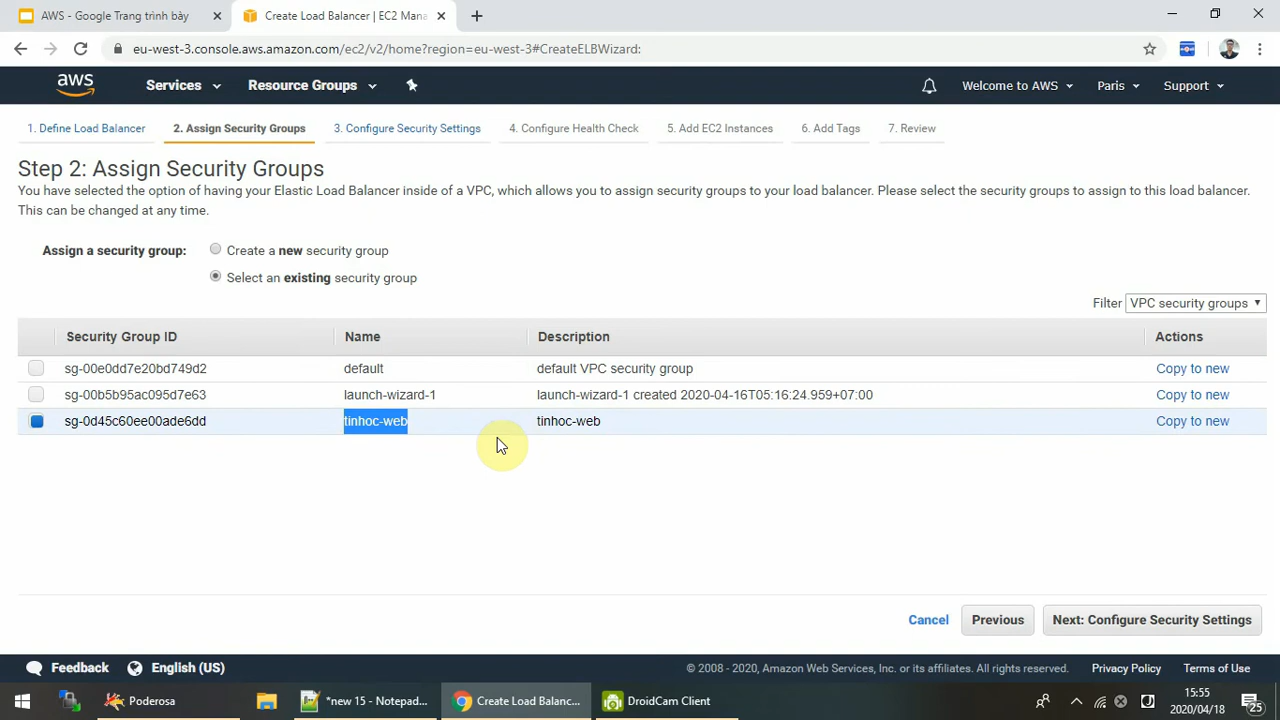 AWS - Google Trang trình bày
Create Load Balancer | EC2 Mana
eu-west-3.console.aws.amazon.com/ec2/v2/home?region=eu-west-3#CreateELBWizard:
aws
Services
Resource Groups
Welcome to AWS
Paris
Support
1. Define Load Balancer
2. Assign Security Groups
3. Configure Security Settings
4. Configure Health Check
5. Add EC2 Instances
6. Add Tags
7. Review
Step 2: Assign Security Groups
You have selected the option of having your Elastic Load Balancer inside of a VPC, which allows you to assign security groups to your load balancer. Please select the security groups to assign to this load balancer.
This can be changed at any time.
Assign a security group:
Create a new security group
Select an existing security group
Filter VPC security groups
Security Group ID Name Description Actions
sg-00e0dd7e20bd749d2 default default VPC security group Copy to new
sg-00b5b95ac095d7e63 launch-wizard-1 launch-wizard-1 created 2020-04-16T05:16:24.959+07:00 Copy to new
sg-0d45c60ee00ade6dd tinhoc-web tinhoc-web Copy to new
Cancel Previous Next: Configure Security Settings
Feedback English (US) © 2008 - 2020, Amazon Web Services, Inc. or its affiliates. All rights reserved. Privacy Policy Terms of Use
Poderosa
*new 15 - Notepad...
Create Load Balanc...
DroidCam Client
15:55
2020/04/18
25